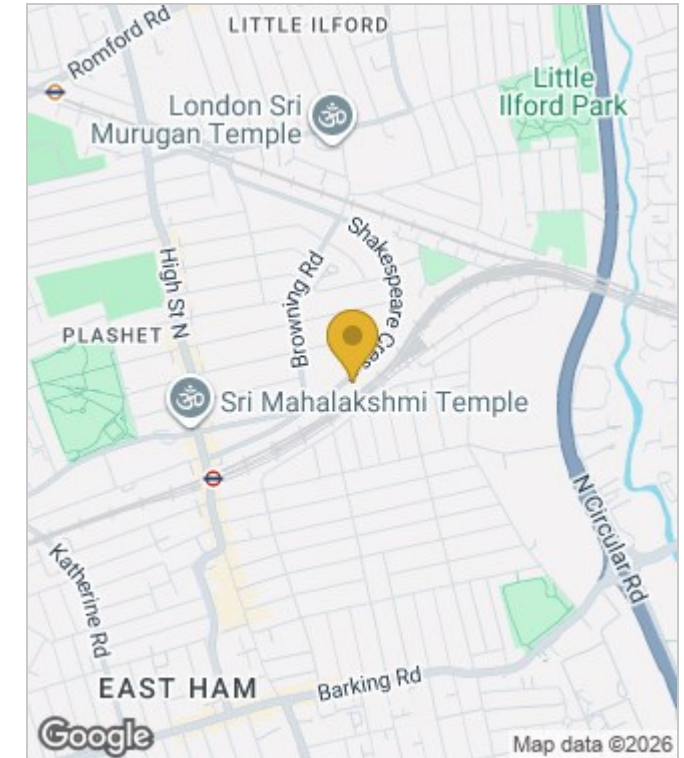 Romford Rd
LITTLE ILFORD
London Sri
Murugan Temple
Little
Ilford Park
Shakespeare Cres
High St N
Browning Rd
PLASHET
Sri Mahalakshmi Temple
N Circular Rd
Katherine Rd
EAST HAM
Barking Rd
Google
Map data ©2026